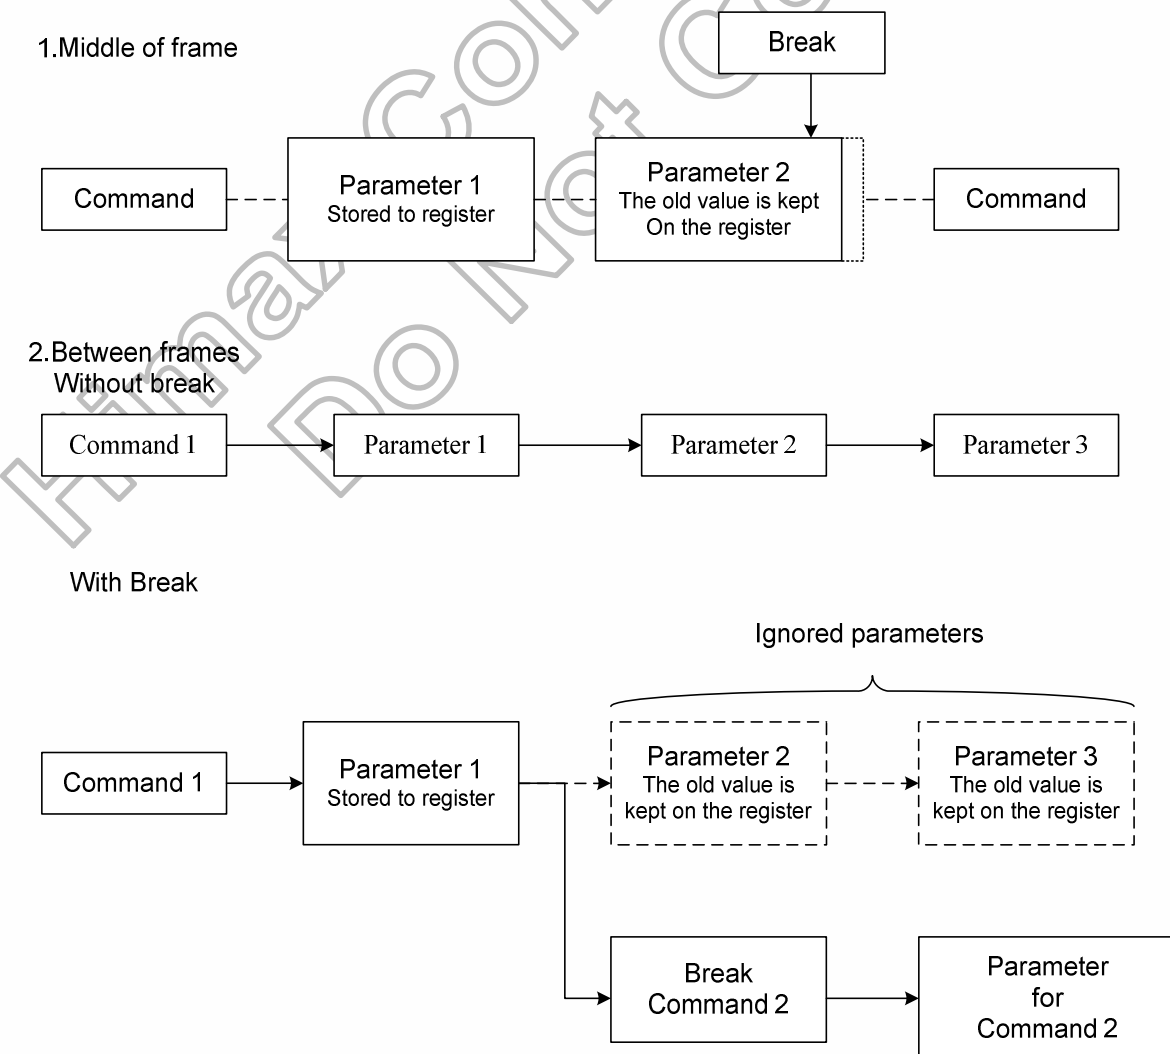 1.Middle of frame
Break
Command
Parameter 1
Stored to register
Parameter 2
The old value is kept
On the register
Command
2.Between frames
Without break
Command 1
Parameter 1
Parameter 2
Parameter 3
With Break
Ignored parameters
Command 1
Parameter 1
Stored to register
Parameter 2
The old value is
kept on the register
Parameter 3
The old value is
kept on the register
Break
Command 2
Parameter
for
Command 2
Himax
Do Not